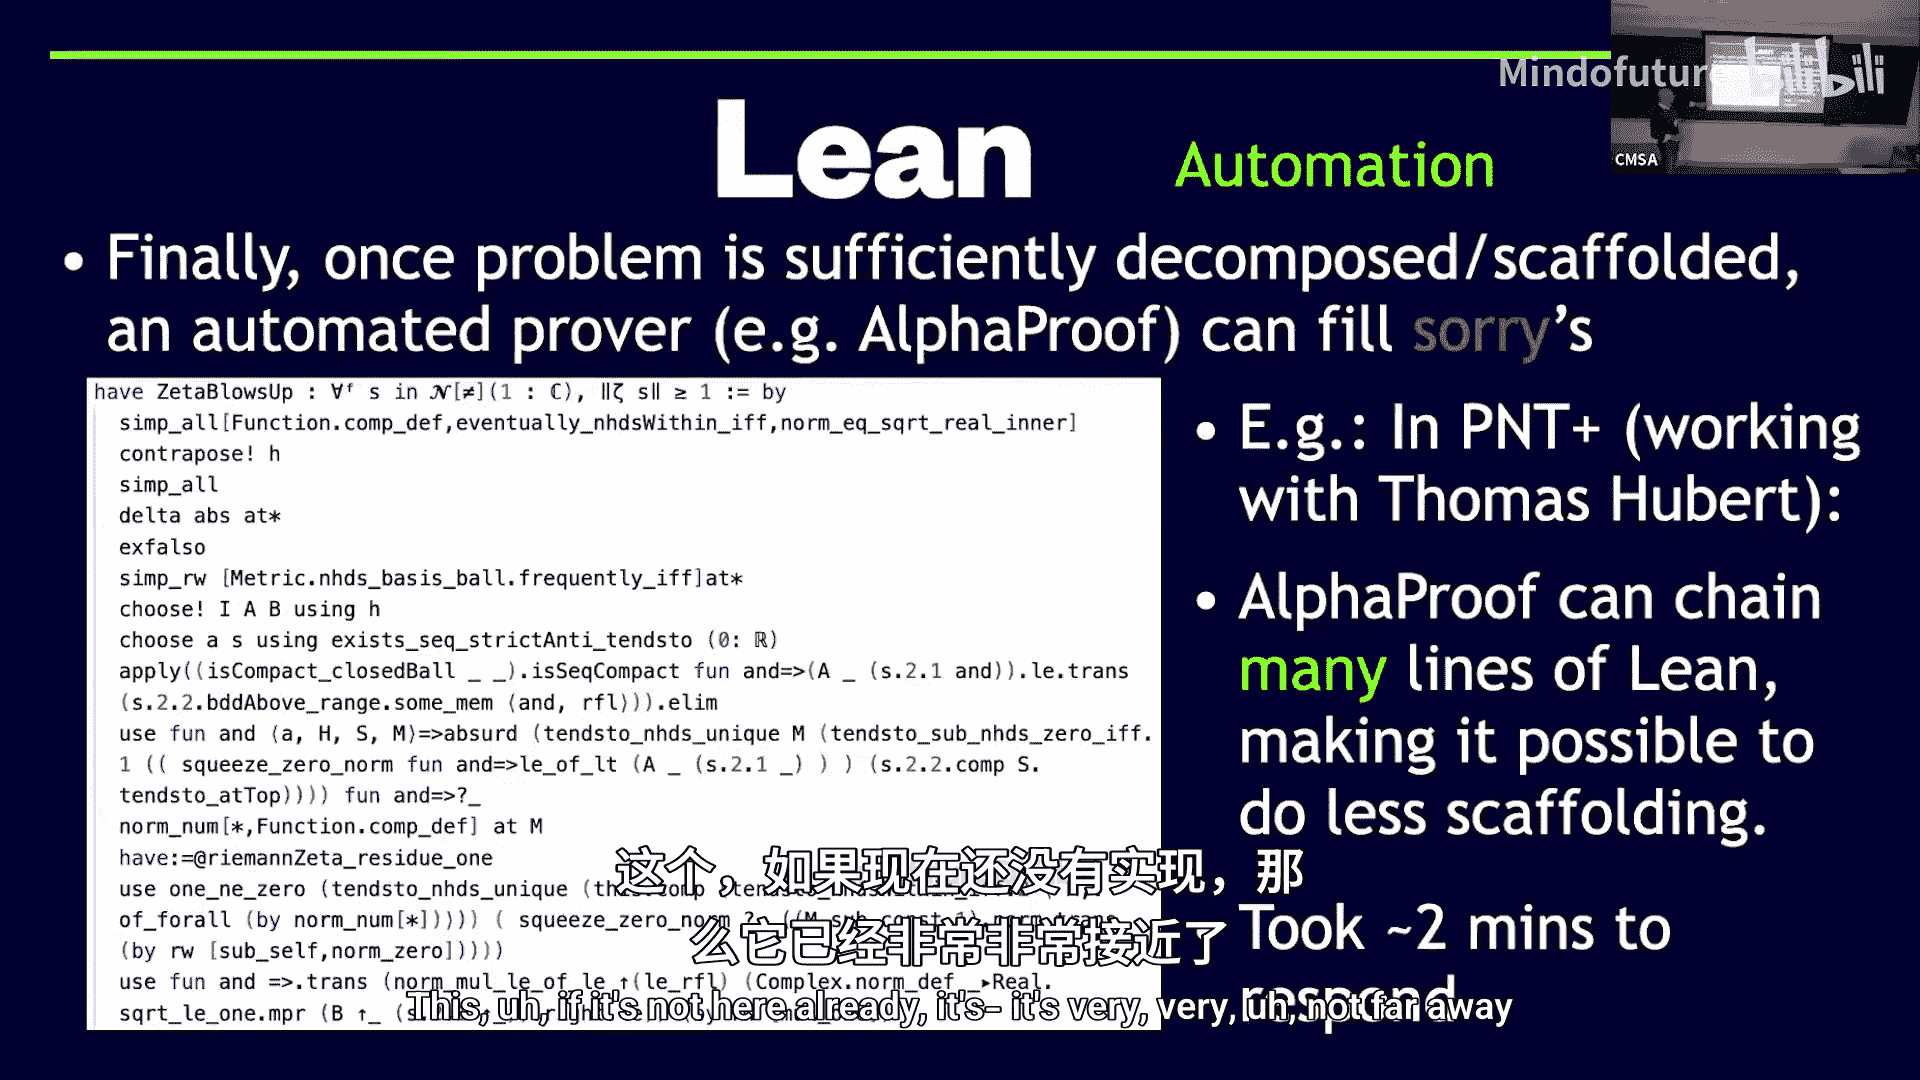 Mindofuture bilibili
CMSA
Lean
Automation
• Finally, once problem is sufficiently decomposed/scaffolded,
an automated prover (e.g. AlphaProof) can fill sorry’s
have ZetaBlowsUp : ∀ᶠ s in 𝓝[≠](1 : ℂ), ‖ζ s‖ ≥ 1 := by
simp_all[Function.comp_def,eventually_nhdsWithin_iff,norm_eq_sqrt_real_inner]
contrapose! h
simp_all
delta abs at*
exfalso
simp_rw [Metric.nhds_basis_ball.frequently_iff]at*
choose! I A B using h
choose a s using exists_seq_strictAnti_tendsto (0: ℝ)
apply((isCompact_closedBall _ _).isSeqCompact fun and=>(A _ (s.2.1 and)).le.trans
(s.2.2.bddAbove_range.some_mem ⟨and, rfl⟩)).elim
use fun and ⟨a, H, S, M⟩=>absurd (tendsto_nhds_unique M (tendsto_sub_nhds_zero_iff.
1 (( squeeze_zero_norm fun and=>le_of_lt (A _ (s.2.1 _) ) ) (s.2.2.comp S.
tendsto_atTop)))) fun and=>?_
norm_num[*,Function.comp_def] at M
have:=@riemannZeta_residue_one
use one_ne_zero (tendsto_nhds_unique
of_forall (by norm_num[*])))) ( squeeze_zero_norm
(by rw [sub_self,norm_zero]))))
use fun and =>.trans (norm_mul_le_of_le ↑(le_rfl) (Complex.norm_def _▸Real.
sqrt_le_one.mpr (B ↑_
• E.g.: In PNT+ (working
with Thomas Hubert):
• AlphaProof can chain
many lines of Lean,
making it possible to
do less scaffolding.
Took ~2 mins to
respond
这个，如果现在还没有实现，那
么它已经非常非常接近了
This, uh, if it's not here already, it's- it's very, very, uh, not far away